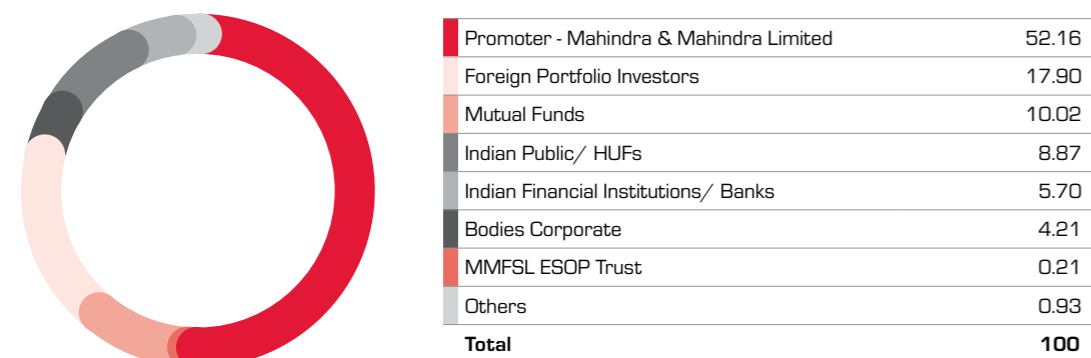 Promoter - Mahindra & Mahindra Limited 52.16
Foreign Portfolio Investors 17.90
Mutual Funds 10.02
Indian Public/ HUFs 8.87
Indian Financial Institutions/ Banks 5.70
Bodies Corporate 4.21
MMFSL ESOP Trust 0.21
Others 0.93
Total 100